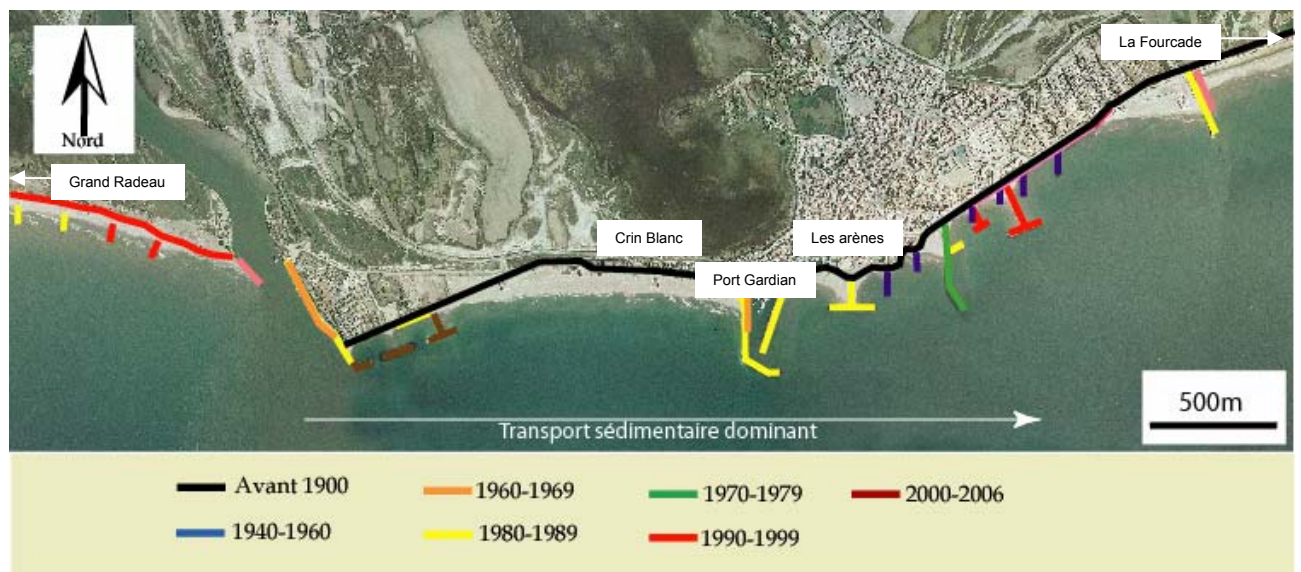 La Fourcade
Nord
Grand Radeau
Crin Blanc
Les arènes
Port Gardian
500m
Transport sédimentaire dominant
Avant 1900
1960-1969
1970-1979
2000-2006
1940-1960
1980-1989
1990-1999